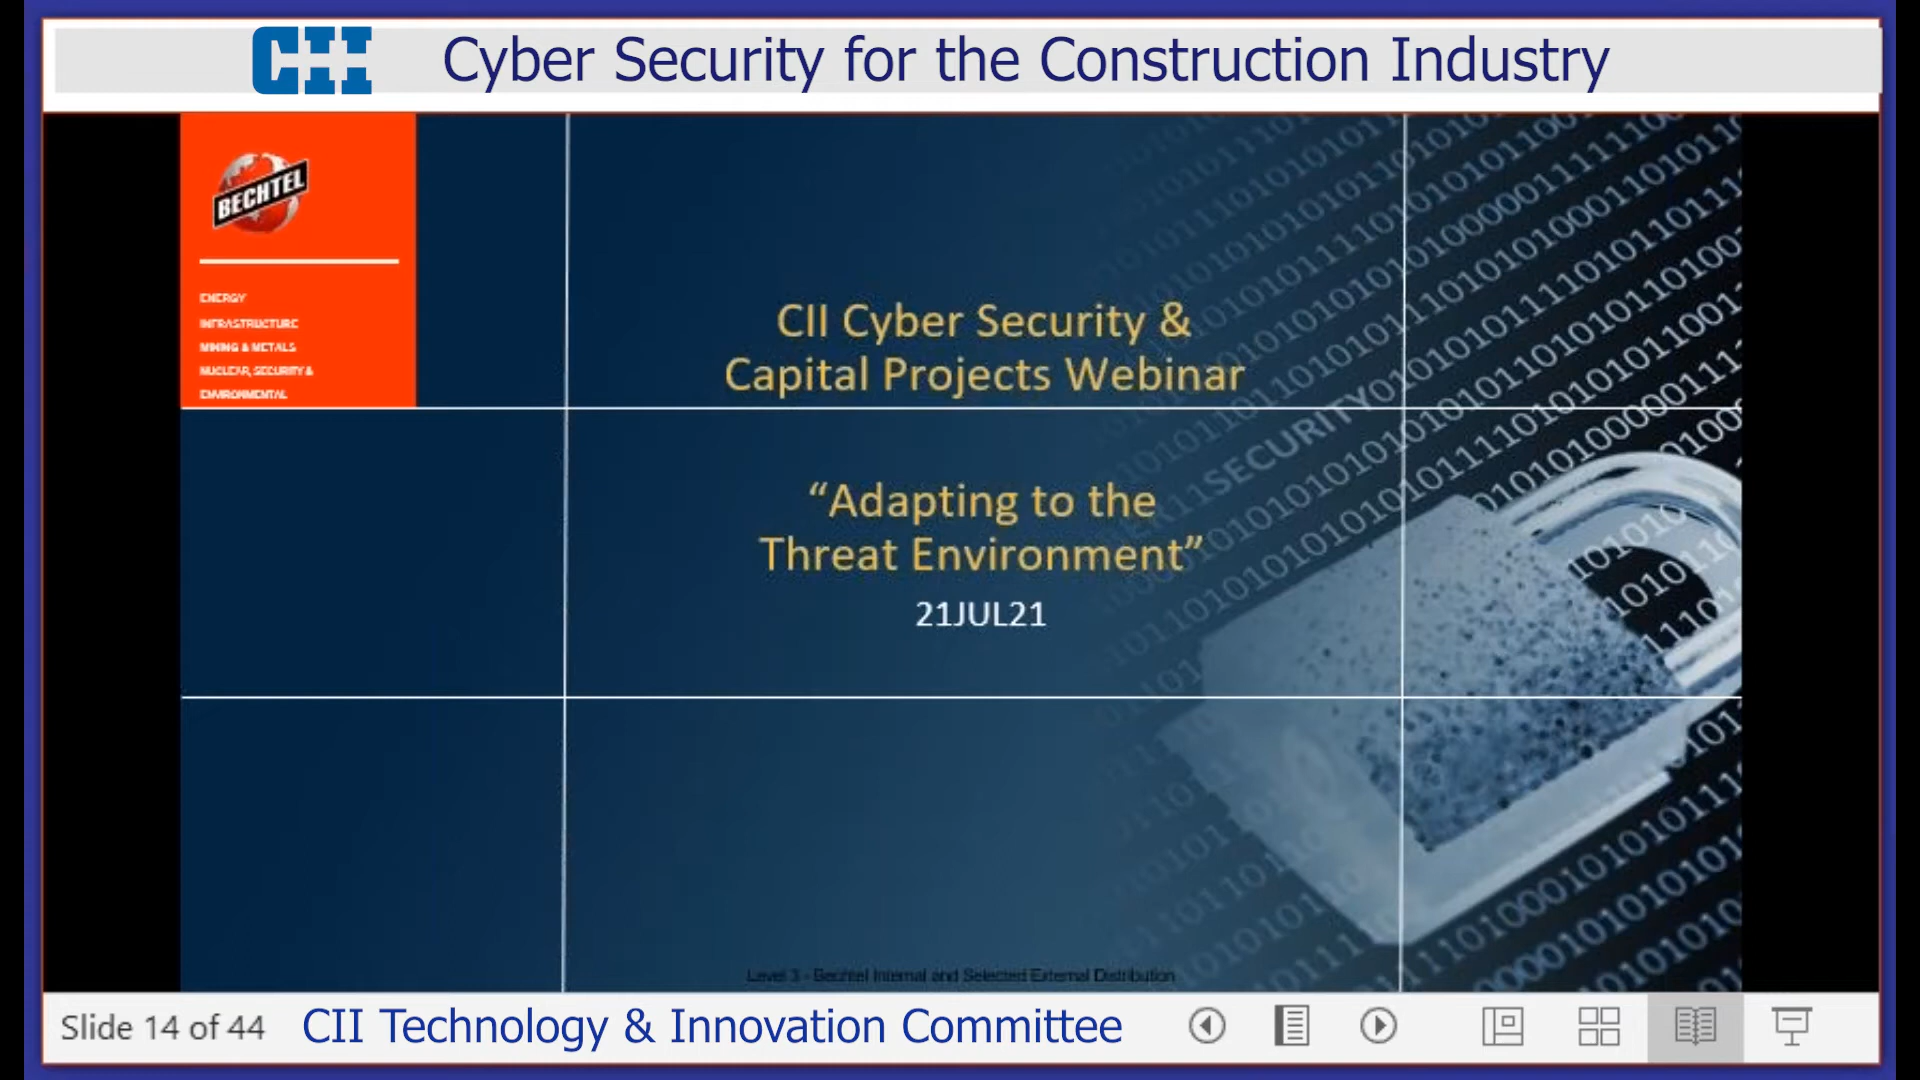 CII Cyber Security for the Construction Industry
BECHTEL
ENERGY
INFRASTRUCTURE
MINING & METALS
NUCLEAR, SECURITY &
ENVIRONMENTAL
CII Cyber Security &
Capital Projects Webinar
“Adapting to the
Threat Environment”
21JUL21
SECURITY
Level 3 - Bechtel Internal and Selected External Distribution
Slide 14 of 44 CII Technology & Innovation Committee